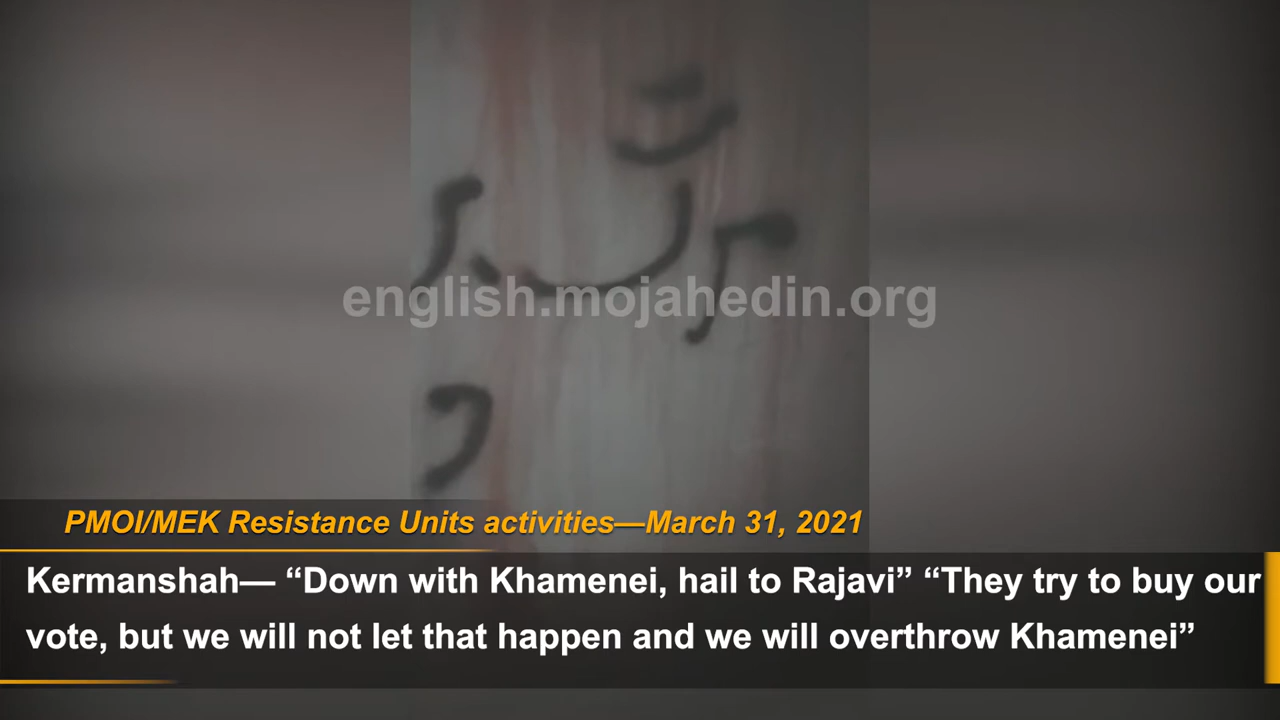 english.mojahedin.org
PMOI/MEK Resistance Units activities—March 31, 2021
Kermanshah— “Down with Khamenei, hail to Rajavi” “They try to buy our
vote, but we will not let that happen and we will overthrow Khamenei”